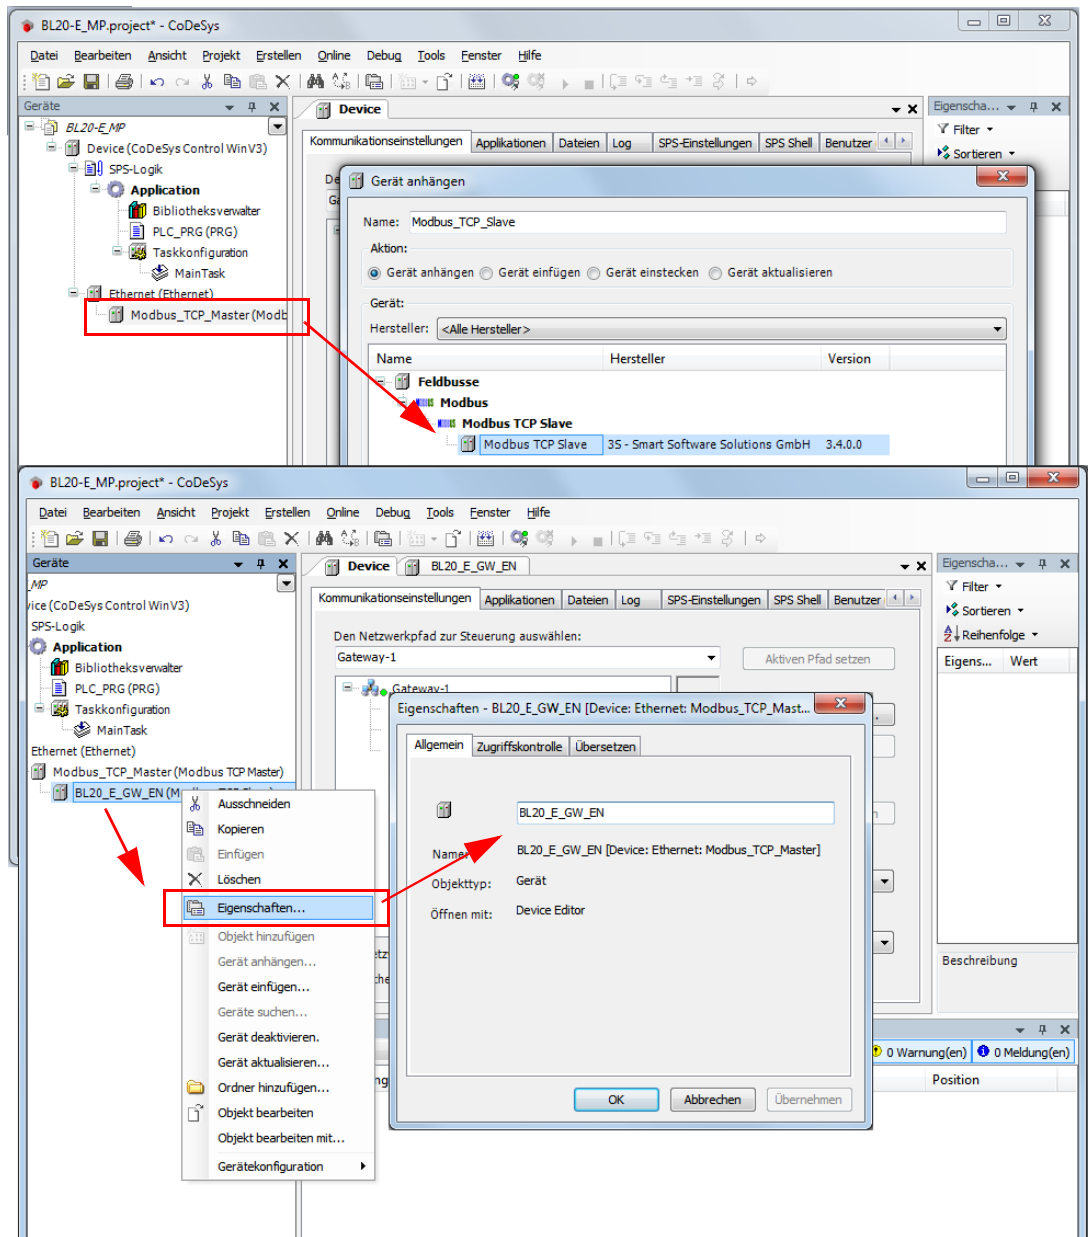 BL20-E_MP.project* - CoDeSys
Datei Bearbeiten Ansicht Projekt Erstellen Online Debug Tools Fenster Hilfe
Geräte
BL20-E_MP
Device (CoDeSys Control WinV3)
SPS-Logik
Application
Bibliotheksverwalter
PLC_PRG (PRG)
Taskkonfiguration
MainTask
Ethernet (Ethernet)
Modbus_TCP_Master (Modb
Device
Kommunikationseinstellungen Applikationen Dateien Log SPS-Einstellungen SPS Shell Benutzer
De
Ga
Eigenscha...
Filter
Sortieren
Gerät anhängen
Name: Modbus_TCP_Slave
Aktion:
Gerät anhängen Gerät einfügen Gerät einstecken Gerät aktualisieren
Gerät:
Hersteller: <Alle Hersteller>
Name Hersteller Version
Feldbusse
Modbus
Modbus TCP Slave
Modbus TCP Slave 3S - Smart Software Solutions GmbH 3.4.0.0
BL20-E_MP.project* - CoDeSys
Datei Bearbeiten Ansicht Projekt Erstellen Online Debug Tools Fenster Hilfe
Geräte
_MP
vice (CoDeSys Control WinV3)
SPS-Logik
Application
Bibliotheksverwalter
PLC_PRG (PRG)
Taskkonfiguration
MainTask
Ethernet (Ethernet)
Modbus_TCP_Master (Modbus TCP Master)
BL20_E_GW_EN (M
Device BL20_E_GW_EN
Kommunikationseinstellungen Applikationen Dateien Log SPS-Einstellungen SPS Shell Benutzer
Den Netzwerkpfad zur Steuerung auswählen:
Gateway-1 Aktiven Pfad setzen
Gateway-1
Eigenscha...
Filter
Sortieren
Reihenfolge
Eigens... Wert
Beschreibung
Ausschneiden
Kopieren
Einfügen
Löschen
Eigenschaften...
Objekt hinzufügen
Gerät anhängen...
Gerät einfügen...
Geräte suchen...
Gerät deaktivieren.
Gerät aktualisieren...
Ordner hinzufügen...
Objekt bearbeiten
Objekt bearbeiten mit...
Gerätekonfiguration
Eigenschaften - BL20_E_GW_EN [Device: Ethernet: Modbus_TCP_Mast...
Allgemein Zugriffskontrolle Übersetzen
BL20_E_GW_EN
Name: BL20_E_GW_EN [Device: Ethernet: Modbus_TCP_Master]
Objekttyp: Gerät
Öffnen mit: Device Editor
OK Abbrechen Übernehmen
etz
he
ng
n
0 Warnung(en) 0 Meldung(en)
Position